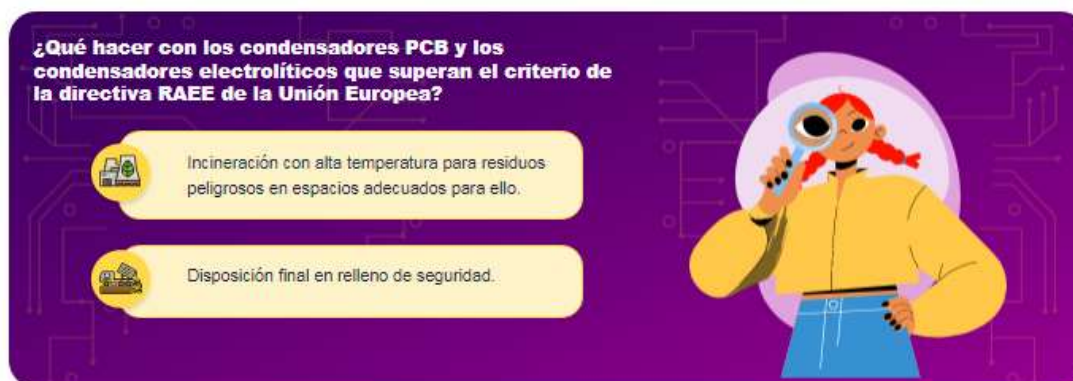 ¿Qué hacer con los condensadores PCB y los
condensadores electrolíticos que superan el criterio de
la directiva RAEE de la Unión Europea?
Incineración con alta temperatura para residuos
peligrosos en espacios adecuados para ello.
Disposición final en relleno de seguridad.